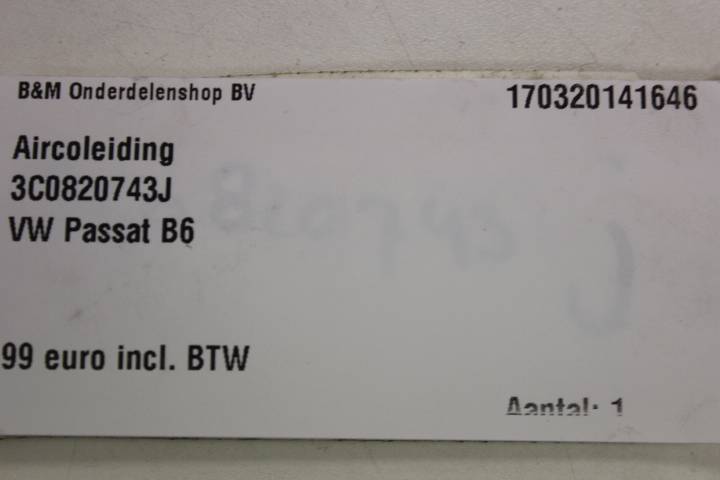 B&M Onderdelenshop BV 170320141646
Aircoleiding
3C0820743J
VW Passat B6
99 euro incl. BTW
Aantal: 1